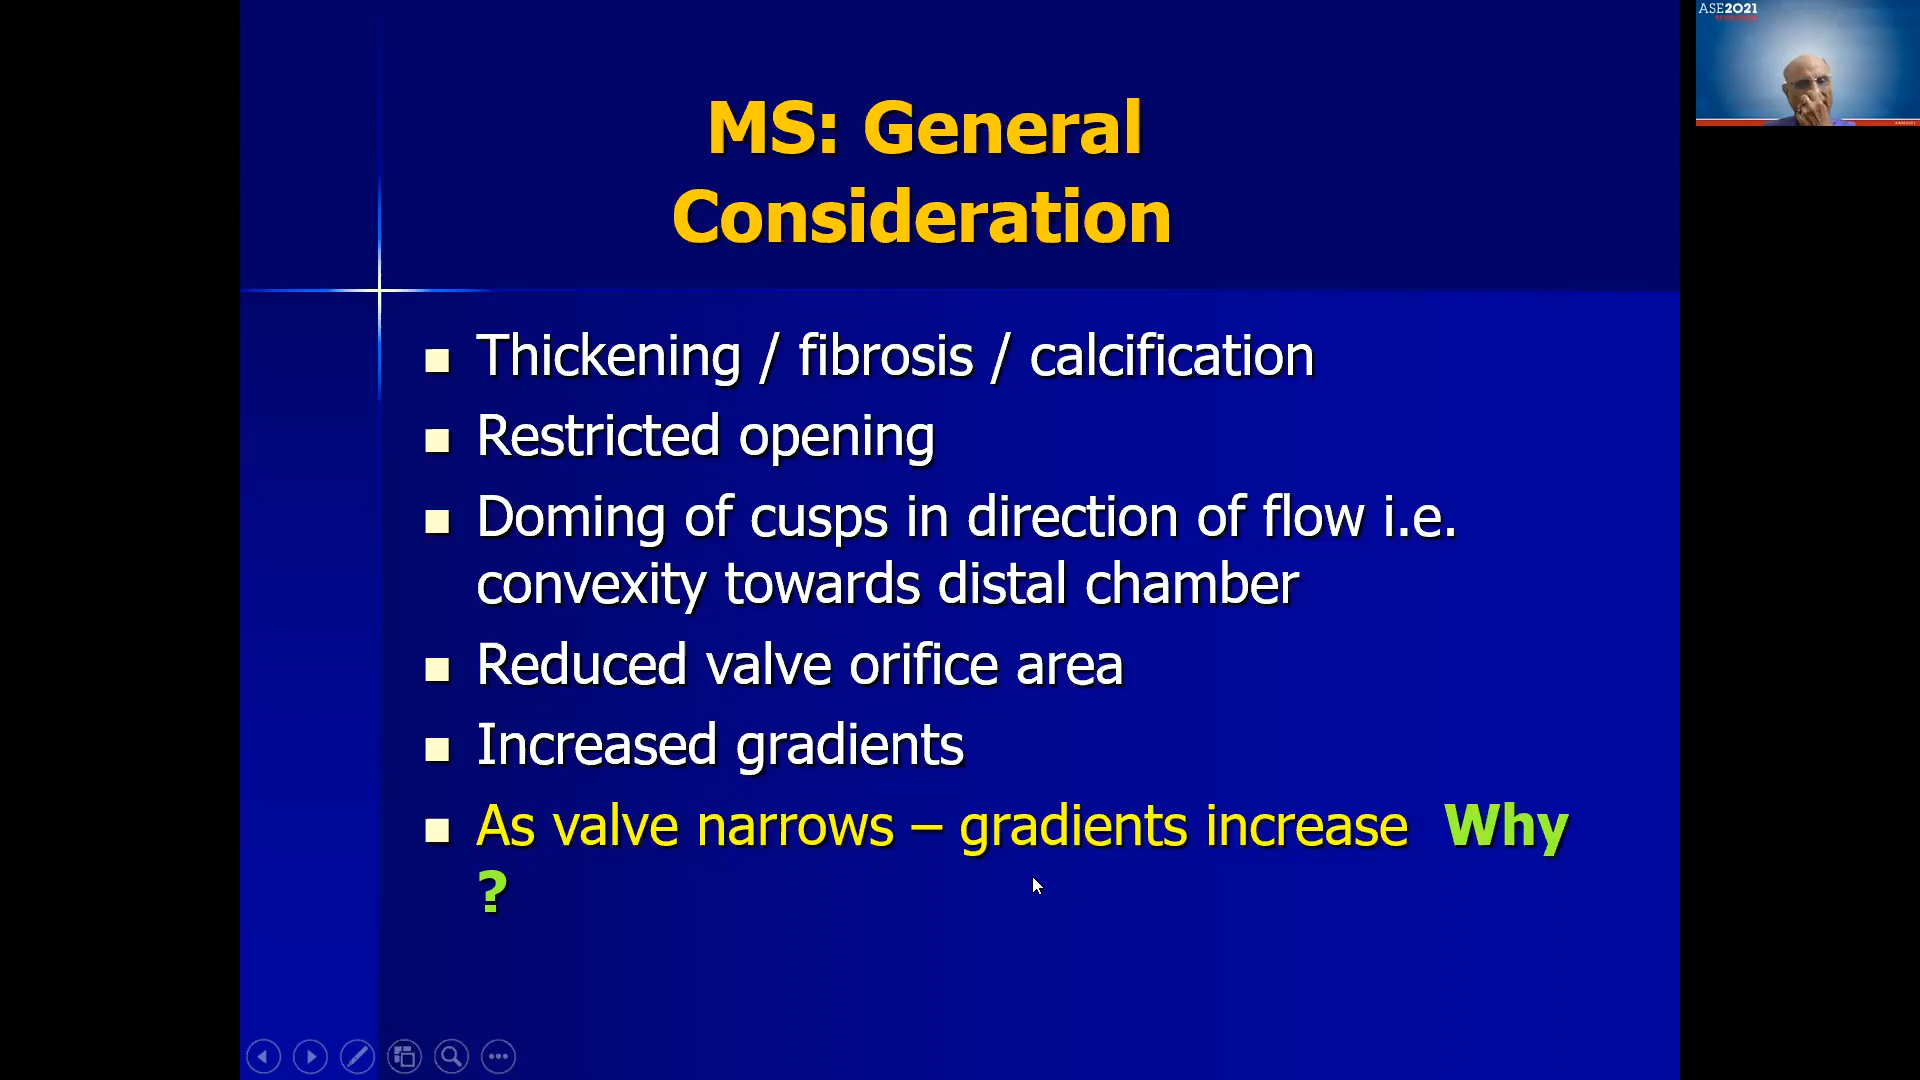 MS: General
Consideration
Thickening / fibrosis / calcification
Restricted opening
Doming of cusps in direction of flow i.e.
convexity towards distal chamber
Reduced valve orifice area
Increased gradients
As valve narrows – gradients increase Why
?
ASE2021